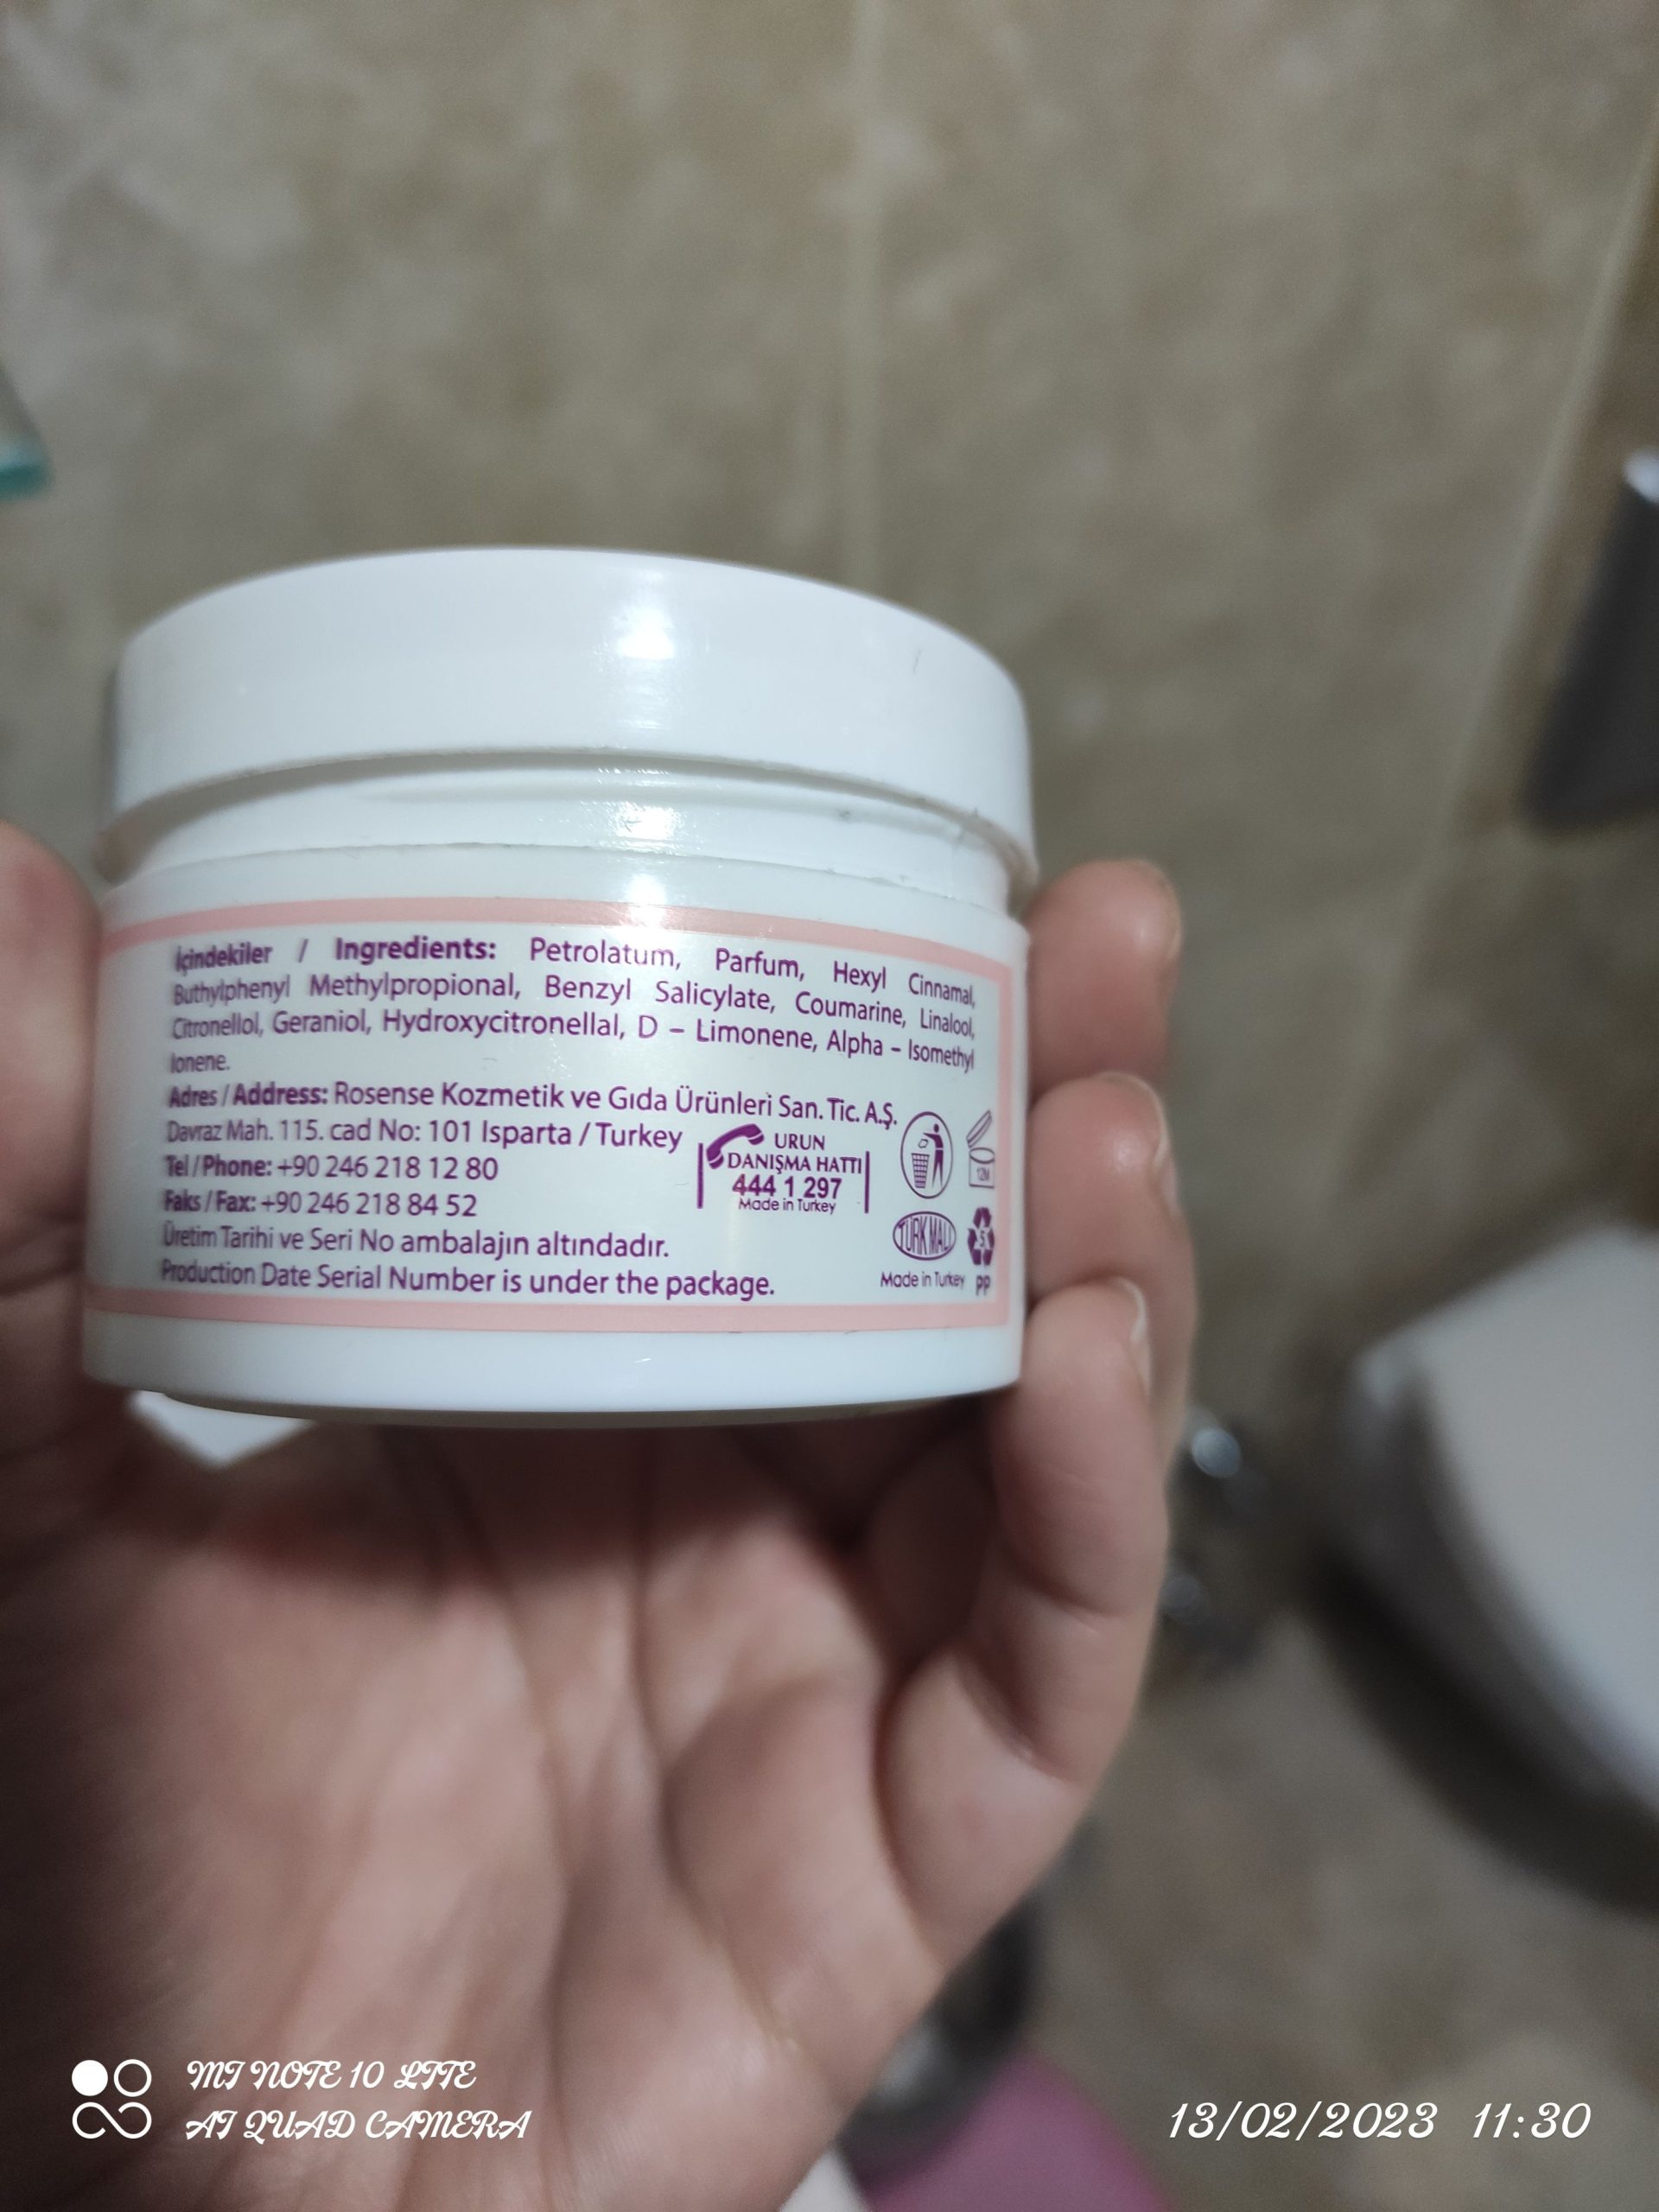 İçindekiler / Ingredients: Petrolatum, Parfum, Hexyl Cinnamal,
Buthylphenyl Methylpropional, Benzyl Salicylate, Coumarine, Linalool,
Citronellol, Geraniol, Hydroxycitronellal, D – Limonene, Alpha – Isomethyl
Ionene.
Adres / Address: Rosense Kozmetik ve Gıda Ürünleri San. Tic. A.Ş.
Davraz Mah. 115. cad No: 101 Isparta / Turkey
Tel / Phone: +90 246 218 12 80
Faks / Fax: +90 246 218 84 52
Üretim Tarihi ve Seri No ambalajın altındadır.
Production Date Serial Number is under the package.
URUN
DANIŞMA HATTI
444 1 297
Made in Turkey
12M
TÜRK MALI
Made in Turkey
5
PP
MI NOTE 10 LITE
AI QUAD CAMERA
13/02/2023 11:30